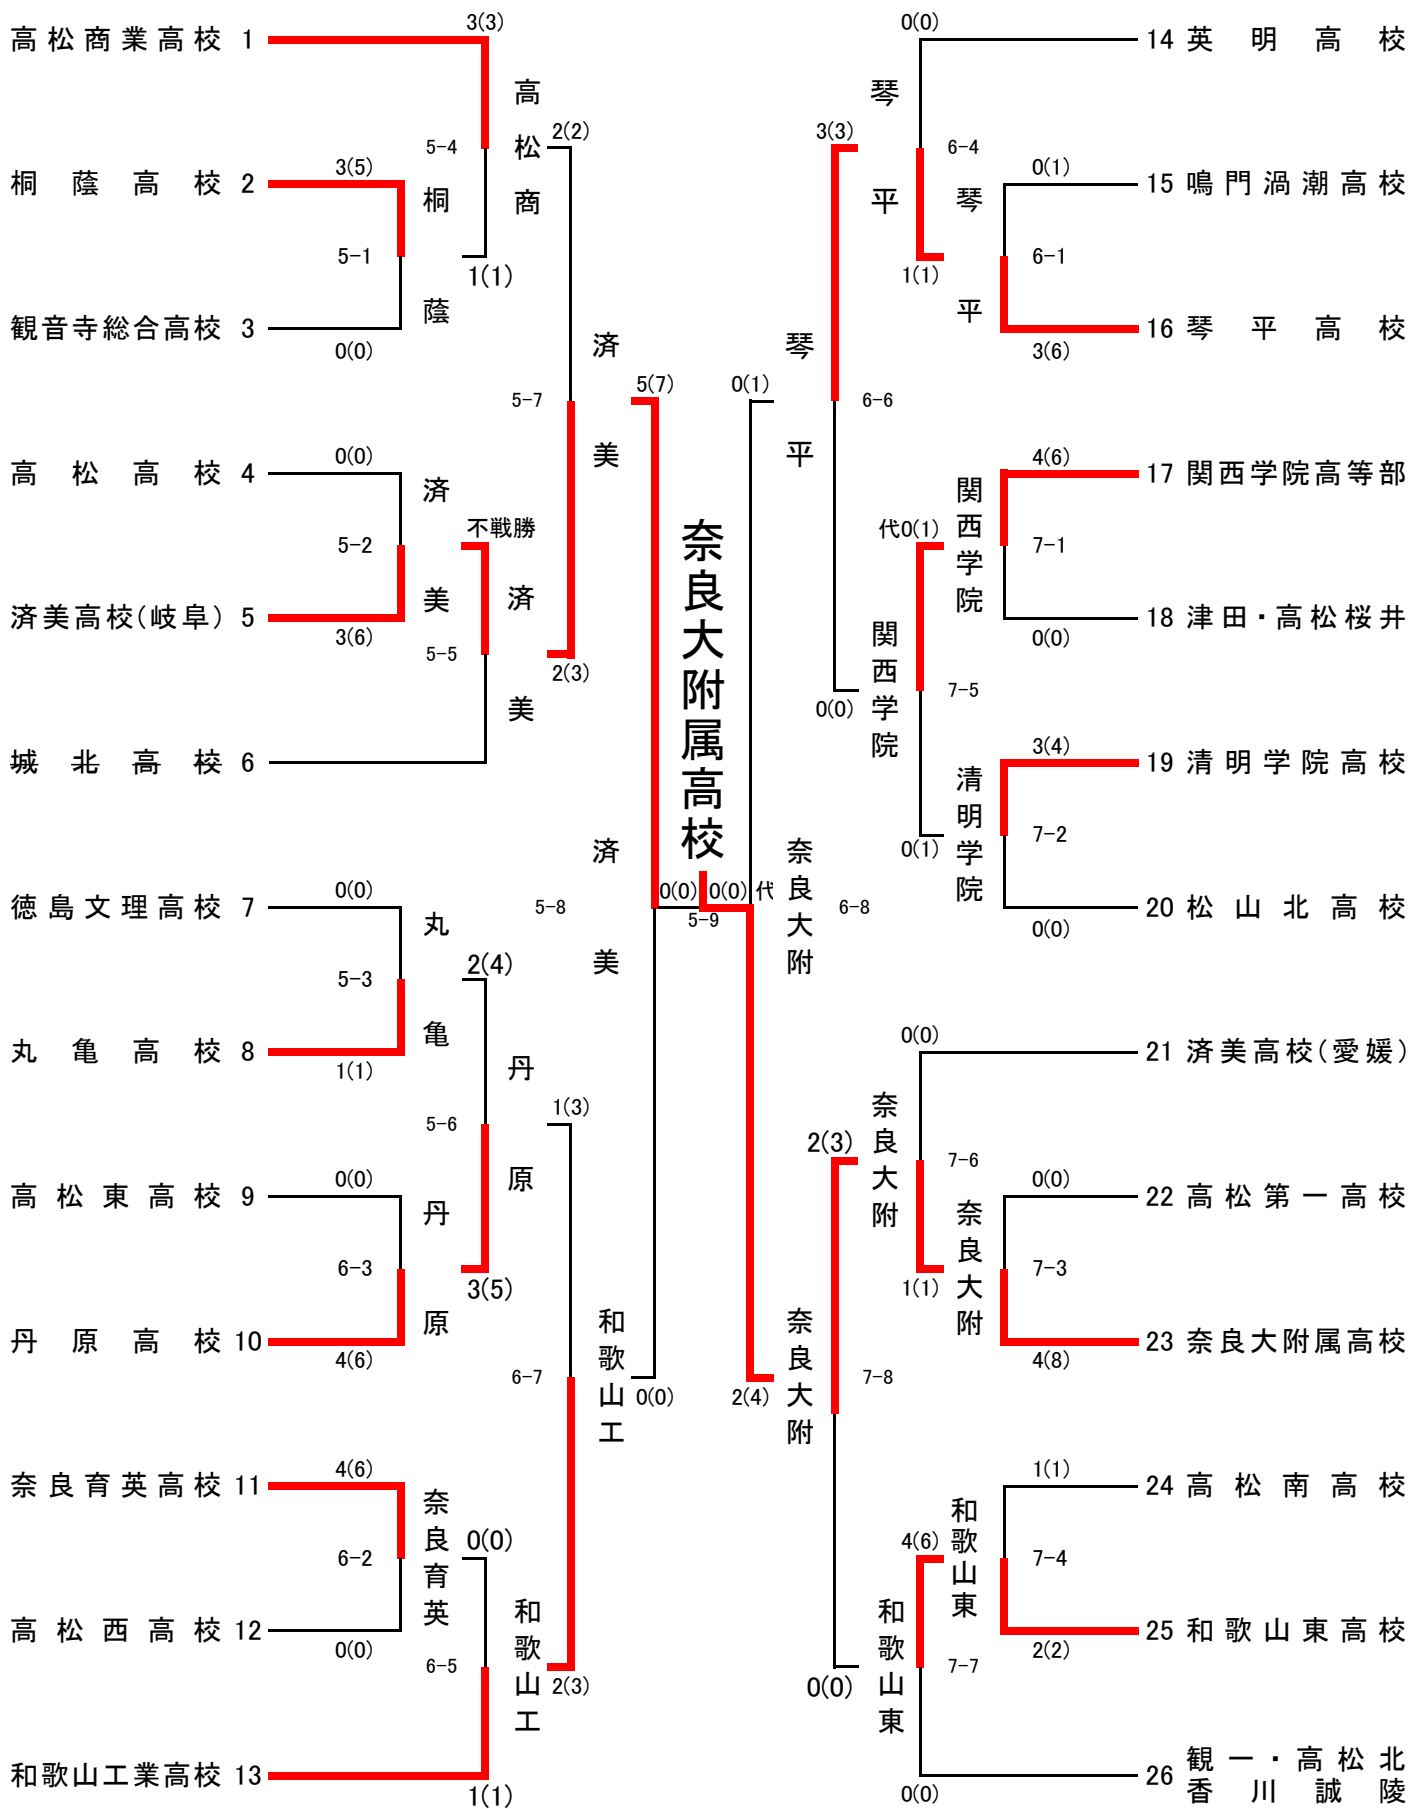 高松商業高校 1
桐蔭高校 2
観音寺総合高校 3
高松高校 4
済美高校(岐阜) 5
城北高校 6
徳島文理高校 7
丸亀高校 8
高松東高校 9
丹原高校 10
奈良育英高校 11
高松西高校 12
和歌山工業高校 13
3(5)
5-1
0(0)
0(0)
5-2
3(6)
0(0)
5-3
1(1)
0(0)
6-3
4(6)
4(6)
6-2
0(0)
桐蔭
済美
丸亀
丹原
奈良育英
3(3)
5-4
1(1)
不戦勝
5-5
2(4)
5-6
3(5)
0(0)
6-5
1(1)
高松商
済美
丹原
和歌山工
2(2)
5-7
2(3)
1(3)
6-7
2(3)
済美
和歌山工
5(7)
5-8
0(0)
済美
奈良大附属高校
0(0)
0(0) 代
5-9
奈良大附
0(1)
6-8
2(4)
琴平
奈良大附
3(3)
6-6
0(0)
2(3)
7-8
0(0)
琴平
関西学院
奈良大附
和歌山東
0(0)
6-4
1(1)
代0(1)
7-5
0(1)
0(0)
7-6
1(1)
4(6)
7-7
0(0)
琴平
関西学院
清明学院
奈良大附
和歌山東
0(1)
6-1
3(6)
4(6)
7-1
0(0)
3(4)
7-2
0(0)
0(0)
7-3
4(8)
1(1)
7-4
2(2)
14 英明高校
15 鳴門渦潮高校
16 琴平高校
17 関西学院高等部
18 津田・高松桜井
19 清明学院高校
20 松山北高校
21 済美高校(愛媛)
22 高松第一高校
23 奈良大附属高校
24 高松南高校
25 和歌山東高校
26 観一・高松北
香川誠陵